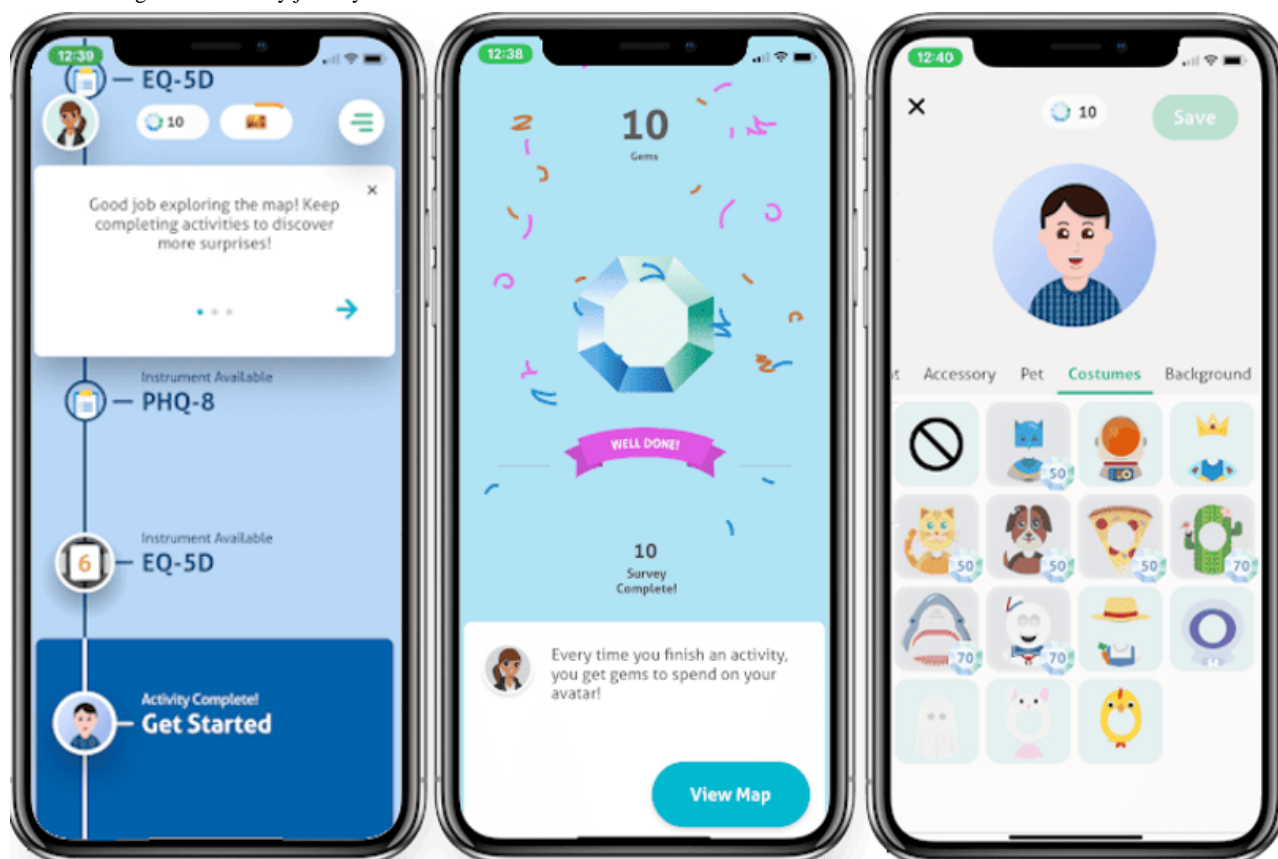 12:39
EQ-5D
10
Good job exploring the map! Keep
completing activities to discover
more surprises!
Instrument Available
PHQ-8
Instrument Available
6
EQ-5D
Activity Complete!
Get Started
12:38
10
Gems
WELL DONE!
10
Survey
Complete!
Every time you finish an activity,
you get gems to spend on your
avatar!
View Map
12:40
10
Save
Accessory Pet Costumes Background
50
50 50 50 70
70 70